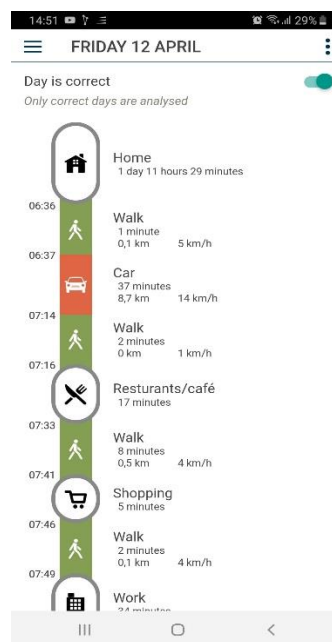 14:51 29%
FRIDAY 12 APRIL
Day is correct
Only correct days are analysed
Home
1 day 11 hours 29 minutes
06:36
Walk
1 minute
0,1 km 5 km/h
06:37
Car
37 minutes
8,7 km 14 km/h
07:14
Walk
2 minutes
0 km 1 km/h
07:16
Resturants/café
17 minutes
07:33
Walk
8 minutes
0,5 km 4 km/h
07:41
Shopping
5 minutes
07:46
Walk
2 minutes
0,1 km 4 km/h
07:49
Work
34 minutes